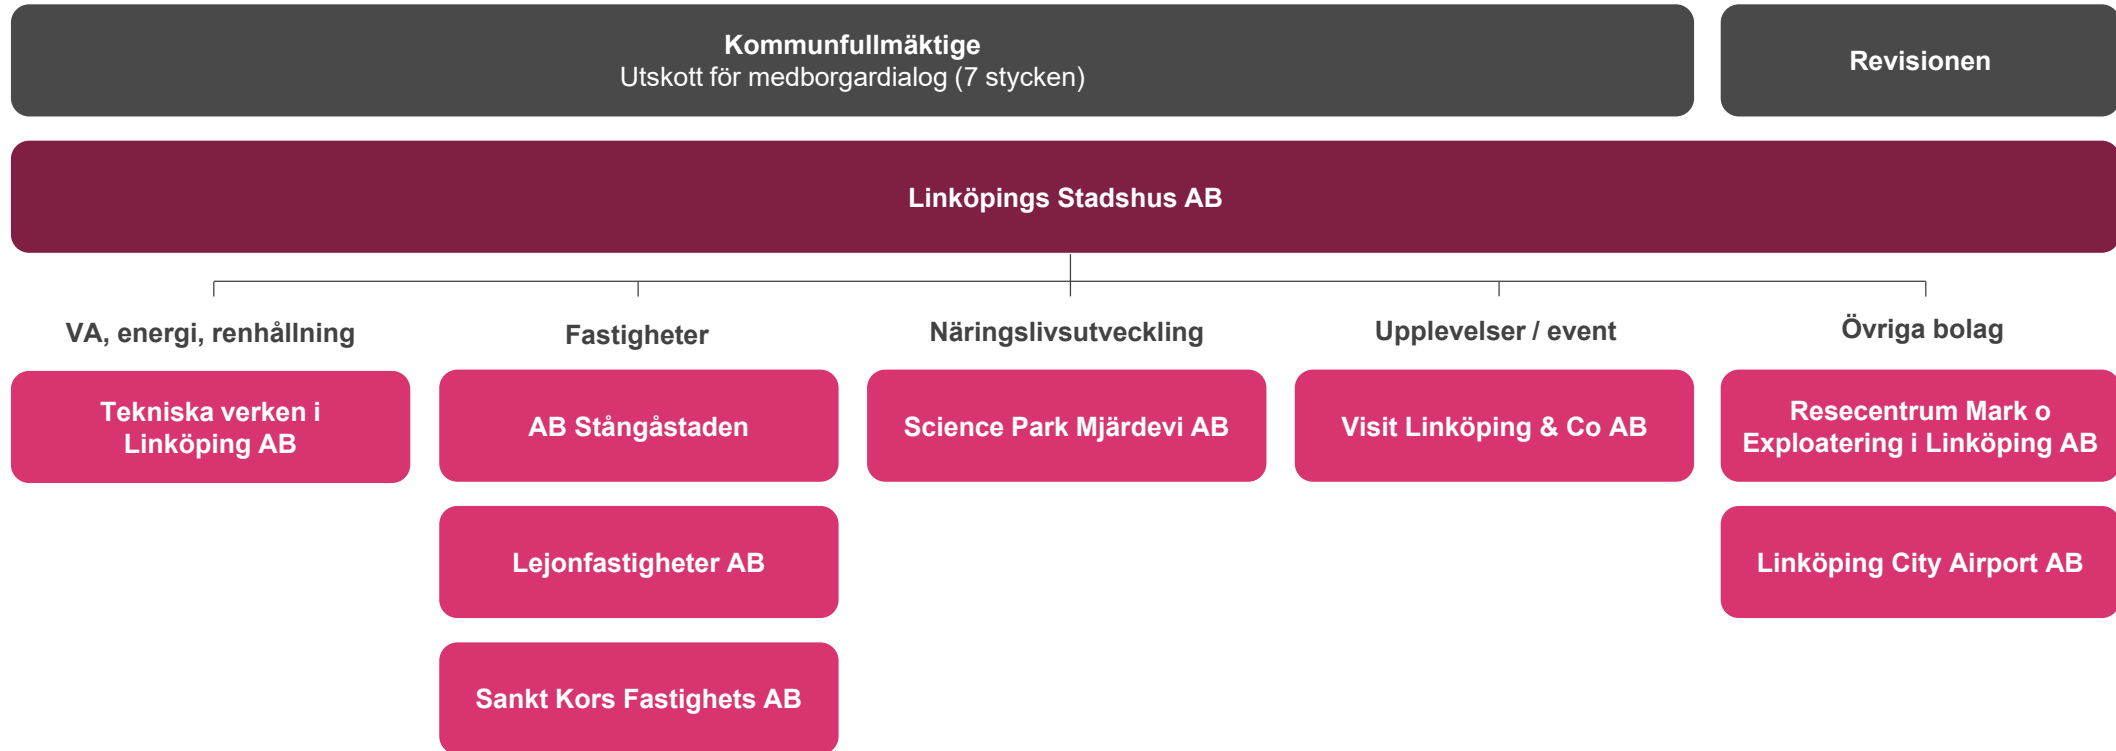 Kommunfullmäktige
Utskott för medborgardialog (7 stycken)
Revisionen
Linköpings Stadshus AB
VA, energi, renhållning
Tekniska verken i
Linköping AB
Fastigheter
AB Stångåstaden
Lejonfastigheter AB
Sankt Kors Fastighets AB
Näringslivsutveckling
Science Park Mjärdevi AB
Upplevelser / event
Visit Linköping & Co AB
Övriga bolag
Resecentrum Mark o
Exploatering i Linköping AB
Linköping City Airport AB